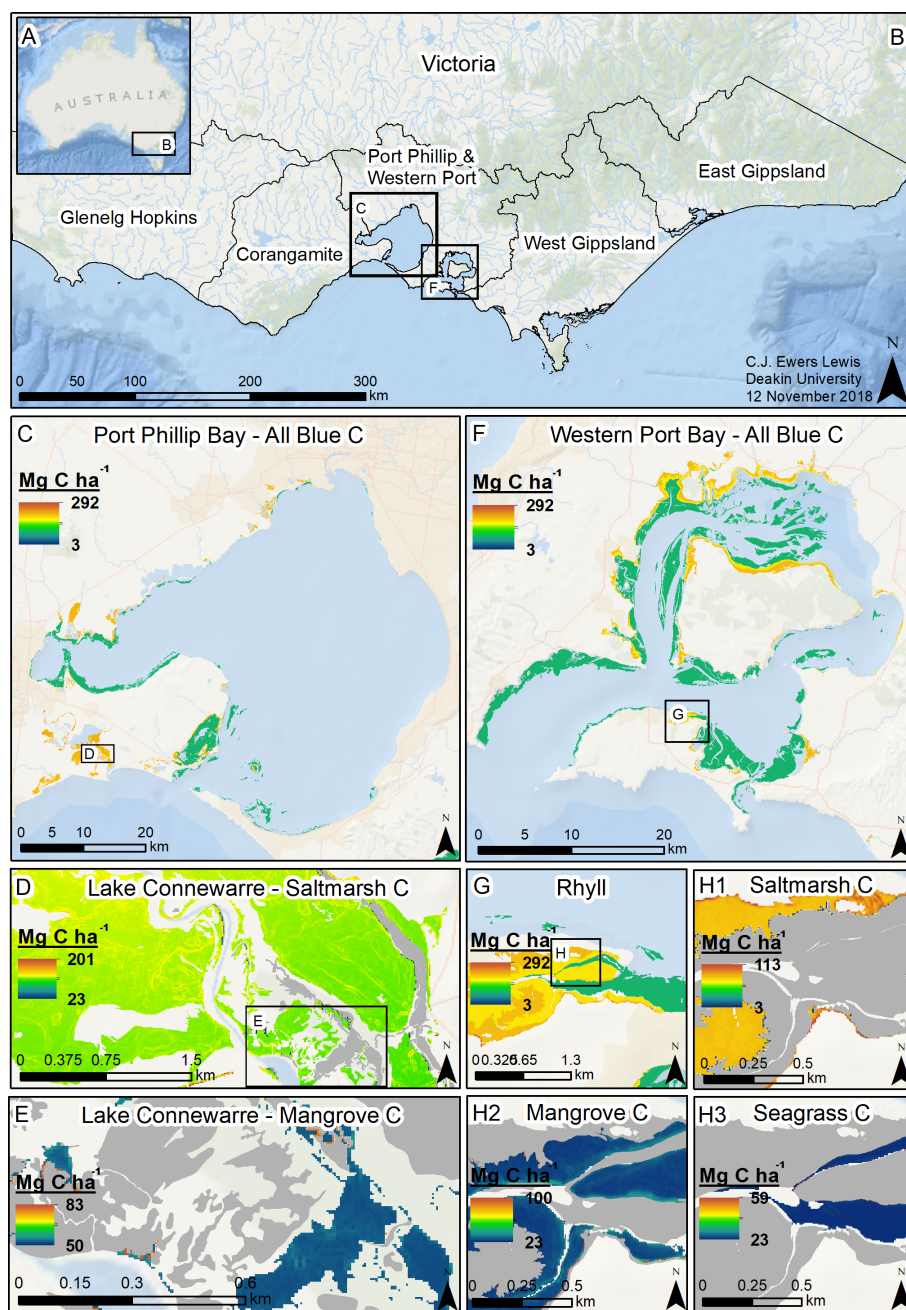 A
AUSTRALIA
B
B
Victoria
Port Phillip &
Western Port
East Gippsland
Glenelg Hopkins
C
Corangamite
West Gippsland
F
0 50 100 200 300
km
C.J. Ewers Lewis
Deakin University
12 November 2018
N
C Port Phillip Bay - All Blue C
Mg C ha-1
292
3
D
0 5 10 20
km
N
F Western Port Bay - All Blue C
Mg C ha-1
292
3
G
0 5 10 20
km
N
D Lake Connewarre - Saltmarsh C
Mg C ha-1
201
23
E
0 0.375 0.75 1.5
km
N
G Rhyll
Mg C ha-1
292
3
H
0 0.325 0.65 1.3
km
N
H1 Saltmarsh C
Mg C ha-1
113
3
0 0.25 0.5
km
N
E Lake Connewarre - Mangrove C
Mg C ha-1
83
50
0 0.15 0.3 0.6
km
N
H2 Mangrove C
Mg C ha-1
100
23
0 0.25 0.5
km
N
H3 Seagrass C
Mg C ha-1
59
23
0 0.25 0.5
km
N